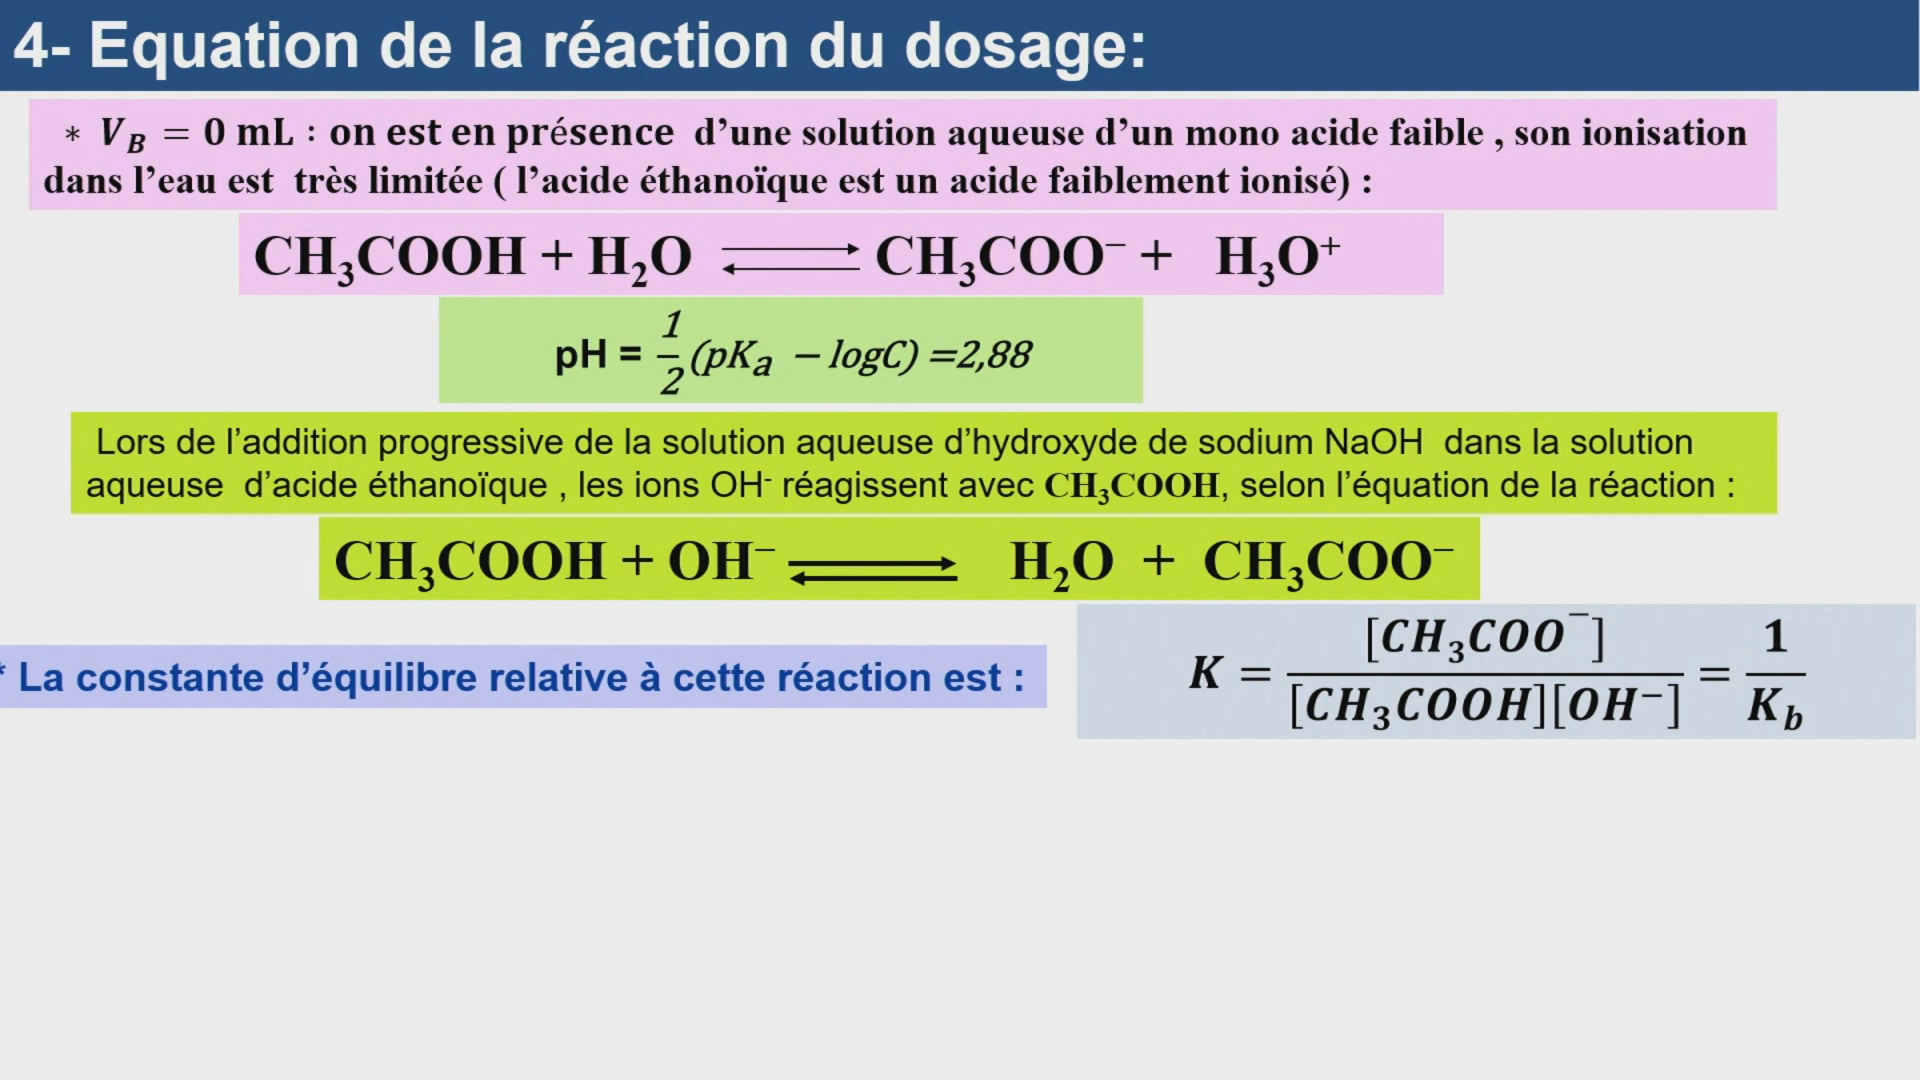 4- Equation de la réaction du dosage:
* V_B = 0 mL : on est en présence d’une solution aqueuse d’un mono acide faible , son ionisation
dans l’eau est très limitée ( l’acide éthanoïque est un acide faiblement ionisé) :
CH₃COOH + H₂O ⇌ CH₃COO⁻ + H₃O⁺
pH = 1/2 (pKₐ – logC) =2,88
Lors de l’addition progressive de la solution aqueuse d’hydroxyde de sodium NaOH dans la solution
aqueuse d’acide éthanoïque , les ions OH⁻ réagissent avec CH₃COOH, selon l’équation de la réaction :
CH₃COOH + OH⁻ ⇌ H₂O + CH₃COO⁻
* La constante d’équilibre relative à cette réaction est :
K = [CH₃COO⁻] / [CH₃COOH][OH⁻] = 1 / K_b